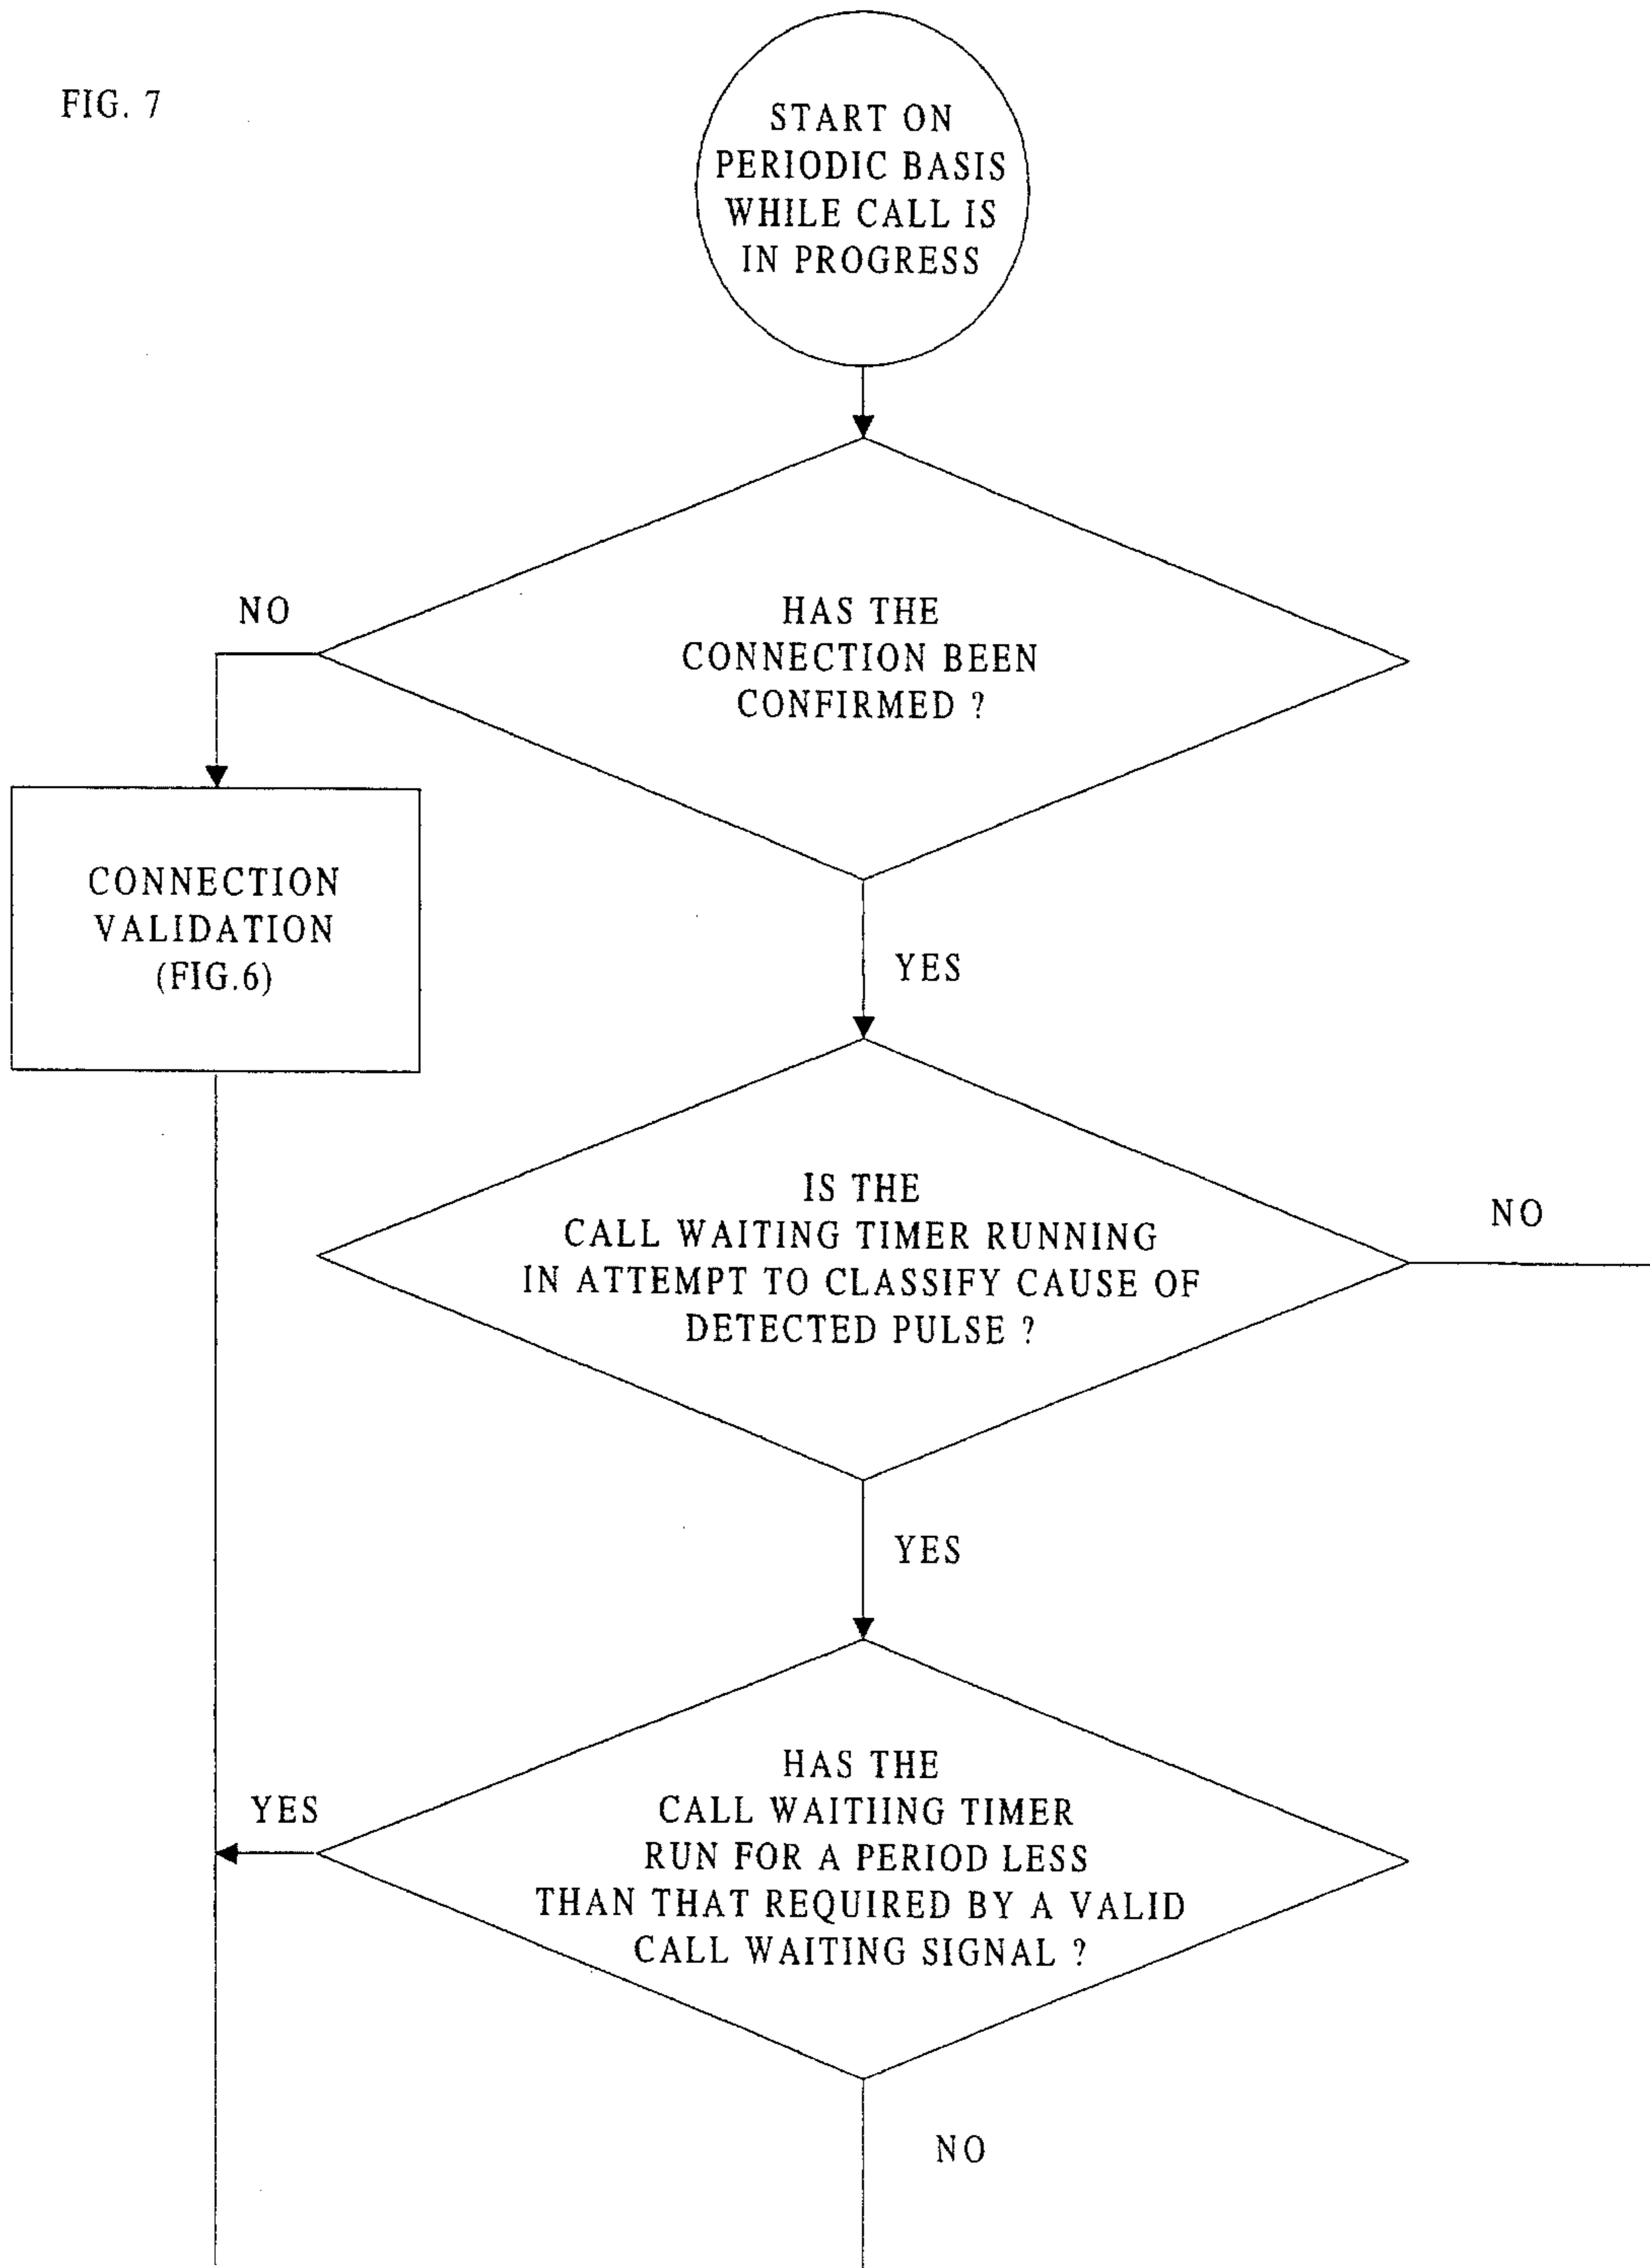 FIG. 7
START ON
PERIODIC BASIS
WHILE CALL IS
IN PROGRESS
NO
HAS THE
CONNECTION BEEN
CONFIRMED ?
CONNECTION
VALIDATION
(FIG.6)
YES
IS THE
CALL WAITING TIMER RUNNING
IN ATTEMPT TO CLASSIFY CAUSE OF
DETECTED PULSE ?
NO
YES
HAS THE
CALL WAITIING TIMER
RUN FOR A PERIOD LESS
THAN THAT REQUIRED BY A VALID
CALL WAITING SIGNAL ?
YES
NO